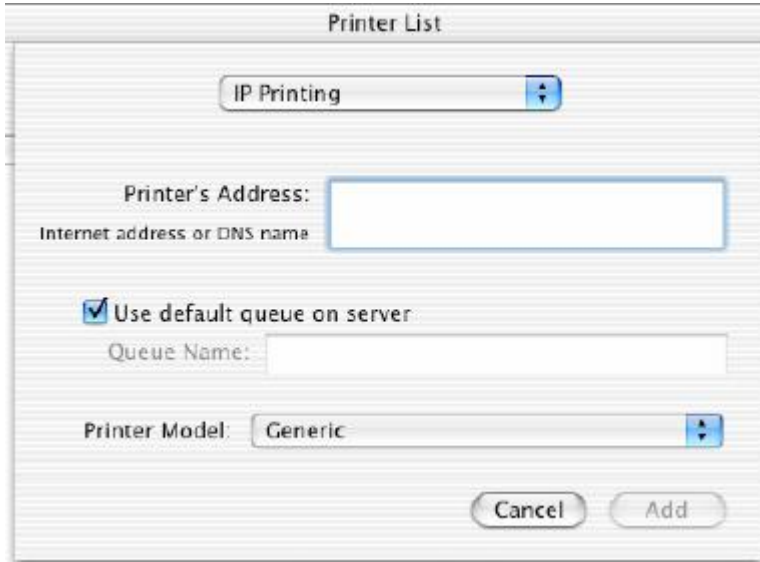 Printer List
IP Printing
Printer's Address:
Internet address or DNS name
Use default queue on server
Queue Name:
Printer Model: Generic
Cancel Add